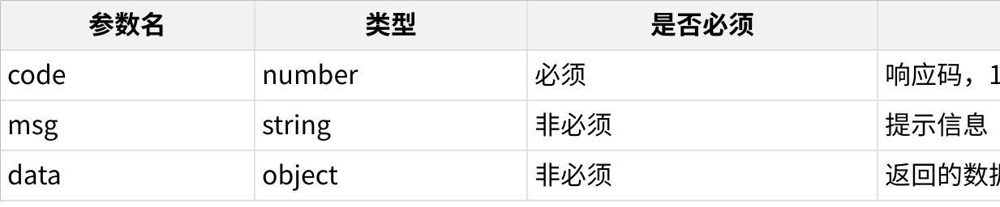 参数名 类型 是否必须
code number 必须 响应码，1
msg string 非必须 提示信息
data object 非必须 返回的数据